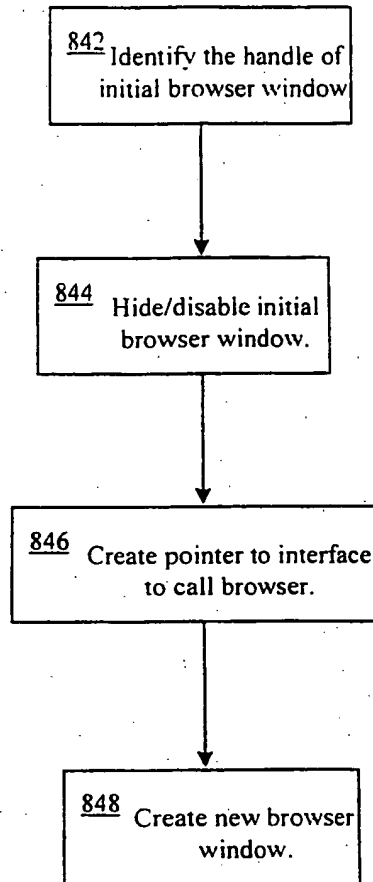 842 Identify the handle of
initial browser window
844 Hide/disable initial
browser window.
846 Create pointer to interface
to call browser.
848 Create new browser
window.